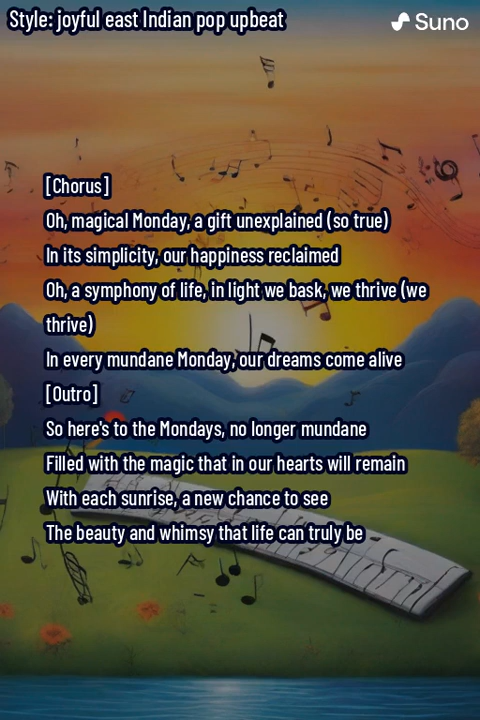 Style: joyful east Indian pop upbeat
Suno
[Chorus]
Oh, magical Monday, a gift unexplained (so true)
In its simplicity, our happiness reclaimed
Oh, a symphony of life, in light we bask, we thrive (we
thrive)
In every mundane Monday, our dreams come alive
[Outro]
So here's to the Mondays, no longer mundane
Filled with the magic that in our hearts will remain
With each sunrise, a new chance to see
The beauty and whimsy that life can truly be